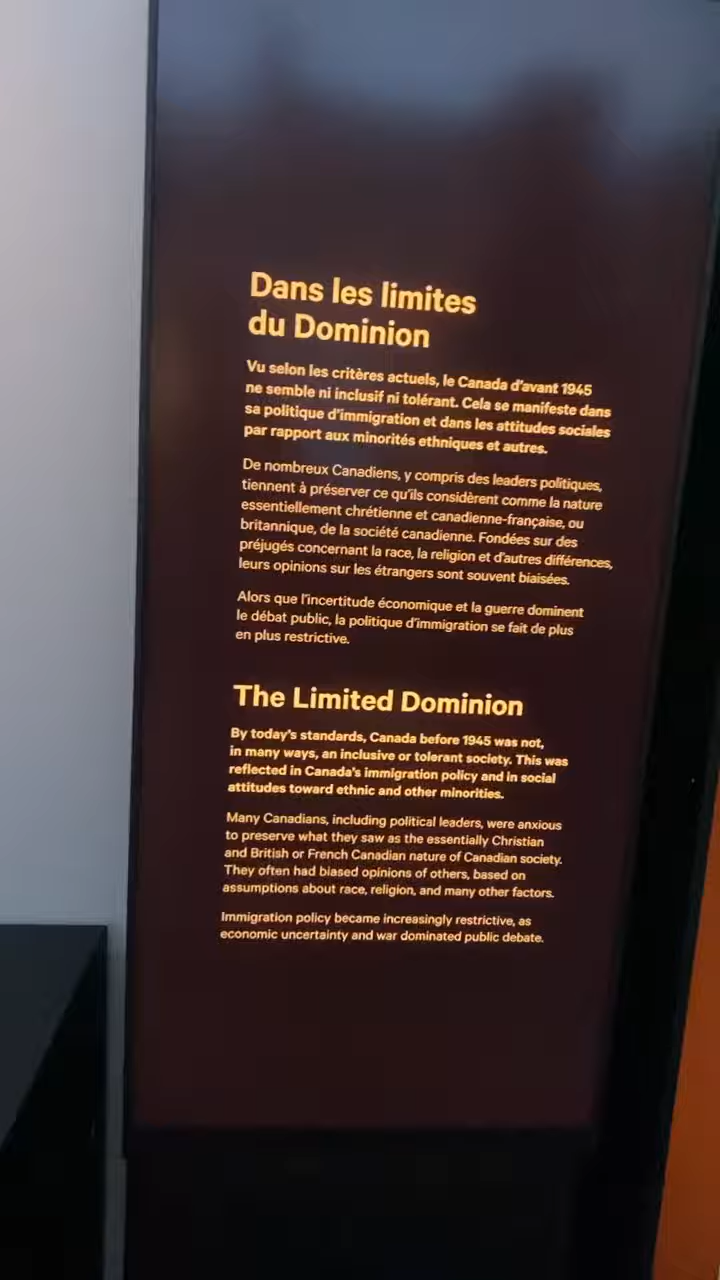 Dans les limites
du Dominion
Vu selon les critères actuels, le Canada d'avant 1945
ne semble ni inclusif ni tolérant. Cela se manifeste dans
sa politique d'immigration et dans les attitudes sociales
par rapport aux minorités ethniques et autres.
De nombreux Canadiens, y compris des leaders politiques,
tiennent à préserver ce qu'ils considèrent comme la nature
essentiellement chrétienne et canadienne-française, ou
britannique, de la société canadienne. Fondées sur des
préjugés concernant la race, la religion et d'autres différences,
leurs opinions sur les étrangers sont souvent biaisées.
Alors que l'incertitude économique et la guerre dominent
le débat public, la politique d'immigration se fait de plus
en plus restrictive.
The Limited Dominion
By today's standards, Canada before 1945 was not,
in many ways, an inclusive or tolerant society. This was
reflected in Canada's immigration policy and in social
attitudes toward ethnic and other minorities.
Many Canadians, including political leaders, were anxious
to preserve what they saw as the essentially Christian
and British or French Canadian nature of Canadian society.
They often had biased opinions of others, based on
assumptions about race, religion, and many other factors.
Immigration policy became increasingly restrictive, as
economic uncertainty and war dominated public debate.